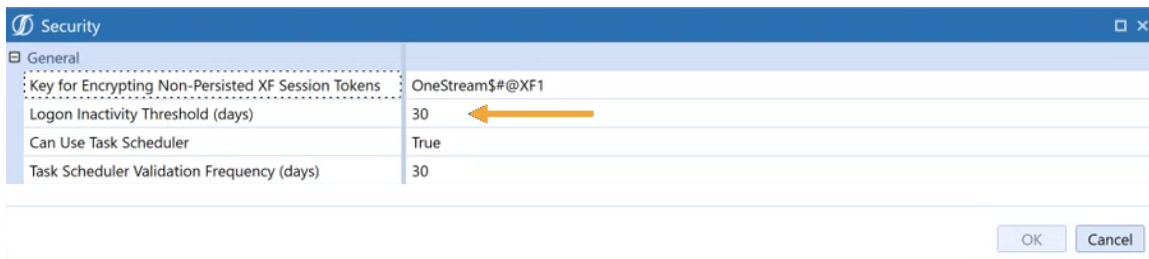 Security
General
Key for Encrypting Non-Persisted XF Session Tokens OneStream$#@XF1
Logon Inactivity Threshold (days) 30
Can Use Task Scheduler True
Task Scheduler Validation Frequency (days) 30
OK Cancel